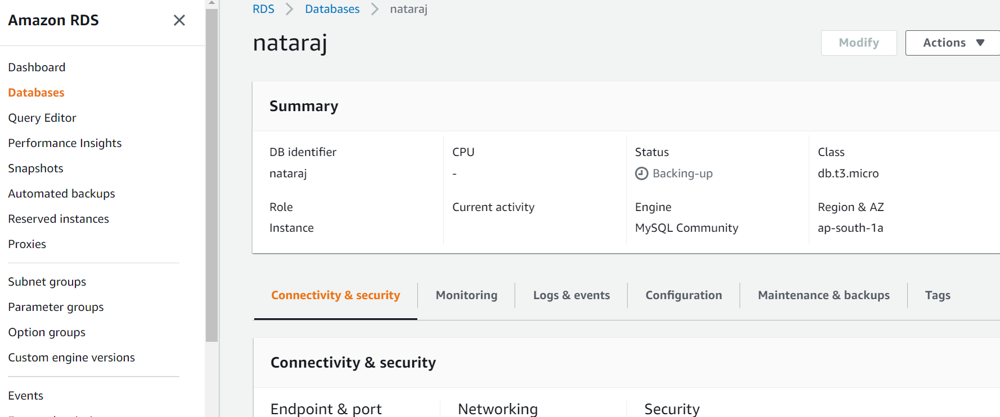 Amazon RDS
Dashboard
Databases
Query Editor
Performance Insights
Snapshots
Automated backups
Reserved instances
Proxies
Subnet groups
Parameter groups
Option groups
Custom engine versions
Events
RDS Databases nataraj
nataraj
Modify Actions
Summary
DB identifier CPU Status Class
nataraj - Backing-up db.t3.micro
Role Current activity Engine Region & AZ
Instance MySQL Community ap-south-1a
Connectivity & security Monitoring Logs & events Configuration Maintenance & backups Tags
Connectivity & security
Endpoint & port Networking Security